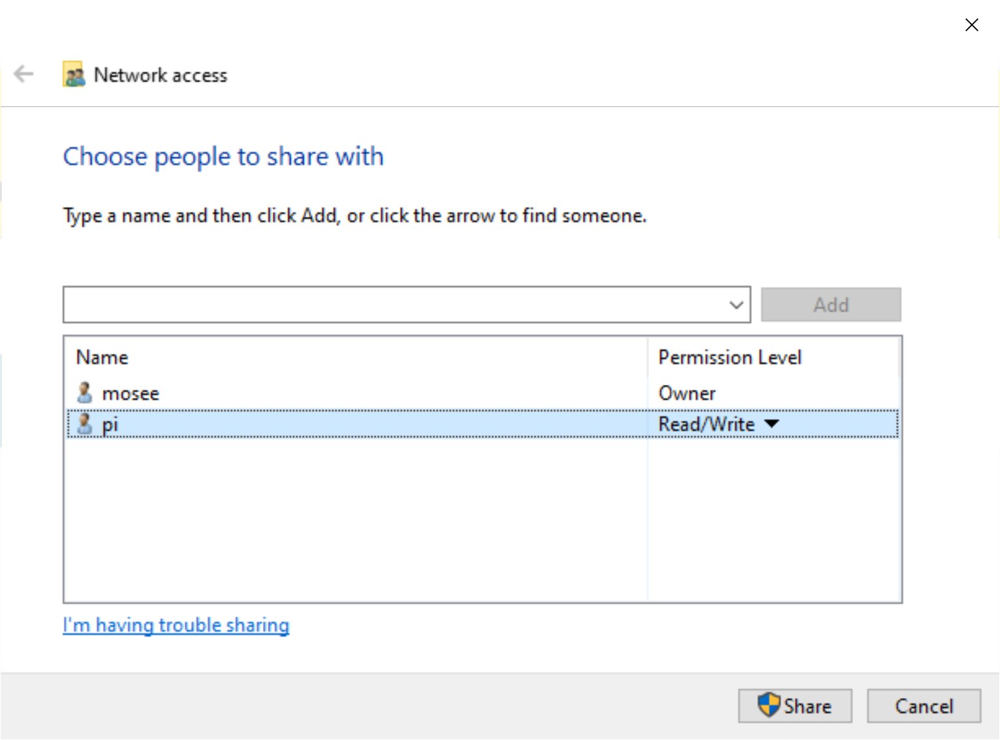 Network access
Choose people to share with
Type a name and then click Add, or click the arrow to find someone.
Add
Name Permission Level
mosee Owner
pi Read/Write
I'm having trouble sharing
Share Cancel